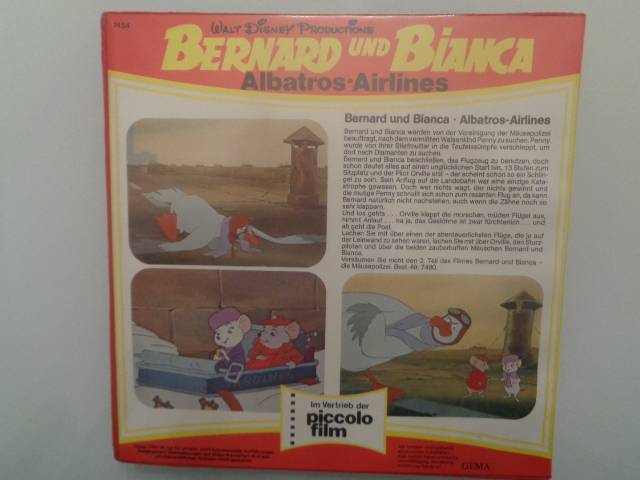 7454
WALT DISNEY PRODUCTIONS
BERNARD UND BIANCA
Albatros·Airlines
Bernard und Bianca · Albatros-Airlines
Bernard und Bianca werden von der Vereinigung der Mäusepolizei
beauftragt, nach dem vermißten Waisenkind Penny zu suchen. Penny
wurde von ihrer Stiefmutter in die Teufelssümpfe verschleppt, um
dort nach Diamanten zu suchen.
Bernard und Bianca beschließen, das Flugzeug zu benutzen, doch
schon deutet alles auf einen unglücklichen Start hin. 13 Stufen zum
Sitzplatz und der Pilot Orville erst – der scheint schon so ein Schlin-
gel zu sein. Sein Anflug auf die Landebahn war eine einzige Kata-
strophe gewesen. Doch wer nichts wagt, der nichts gewinnt und
die mutige Penny schnallt sich schon zum rasanten Flug an, da kann
Bernard natürlich nicht nachstehen, auch wenn die Zähne noch so
sehr klappern.
Und los gehts . . . Orville klappt die morschen, müden Flügel aus,
nimmt Anlauf . . . na ja, das Geelöhne ist zwar fürchterlich . . . und
ab geht die Post.
Lachen Sie mit über einen der abenteuerlichsten Flüge, die je auf
der Leinwand zu sehen waren, lachen Sie mit über Orville, den Sturz-
piloten und über die beiden zauberhaften Mäuschen Bernard und
Bianca.
Versäumen Sie nicht den 2. Teil des Filmes Bernard und Bianca –
die Mäusepolizei. Best.-Nr. 7490.
Im Vertrieb der
piccolo
film
GEMA